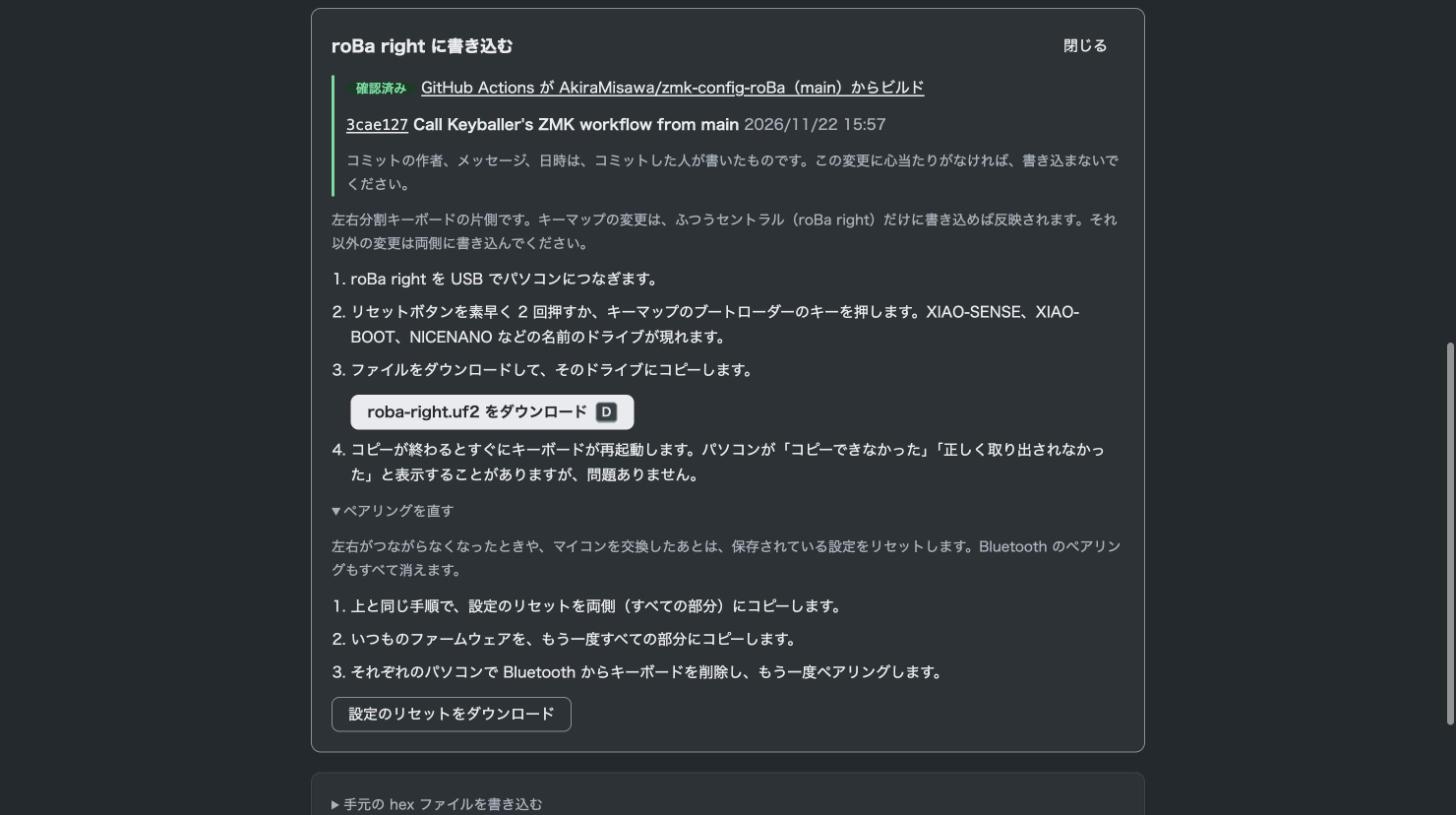 roBa right に書き込む
閉じる
確認済み GitHub Actions が AkiraMisawa/zmk-config-roBa（main）からビルド
3cae127 Call Keyballer's ZMK workflow from main 2026/11/22 15:57
コミットの作者、メッセージ、日時は、コミットした人が書いたものです。この変更に心当たりがなければ、書き込まないで
ください。
左右分割キーボードの片側です。キーマップの変更は、ふつうセントラル（roBa right）だけに書き込めば反映されます。それ
以外の変更は両側に書き込んでください。
1. roBa right を USB でパソコンにつなぎます。
2. リセットボタンを素早く 2 回押すか、キーマップのブートローダーのキーを押します。XIAO-SENSE、XIAO-
BOOT、NICENANO などの名前のドライブが現れます。
3. ファイルをダウンロードして、そのドライブにコピーします。
roba-right.uf2 をダウンロード D
4. コピーが終わるとすぐにキーボードが再起動します。パソコンが「コピーできなかった」「正しく取り出されなかっ
た」と表示することがありますが、問題ありません。
▼ペアリングを直す
左右がつながらなくなったときや、マイコンを交換したあとは、保存されている設定をリセットします。Bluetooth のペアリン
グもすべて消えます。
1. 上と同じ手順で、設定のリセットを両側（すべての部分）にコピーします。
2. いつものファームウェアを、もう一度すべての部分にコピーします。
3. それぞれのパソコンで Bluetooth からキーボードを削除し、もう一度ペアリングします。
設定のリセットをダウンロード
▶手元の hex ファイルを書き込む